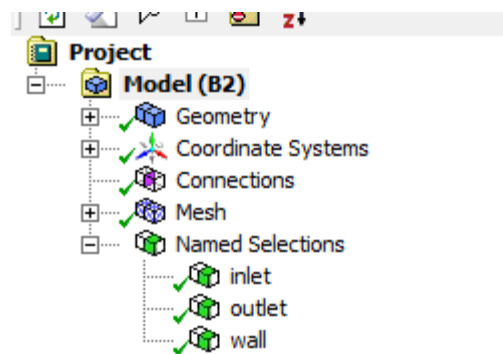 Project
Model (B2)
Geometry
Coordinate Systems
Connections
Mesh
Named Selections
inlet
outlet
wall